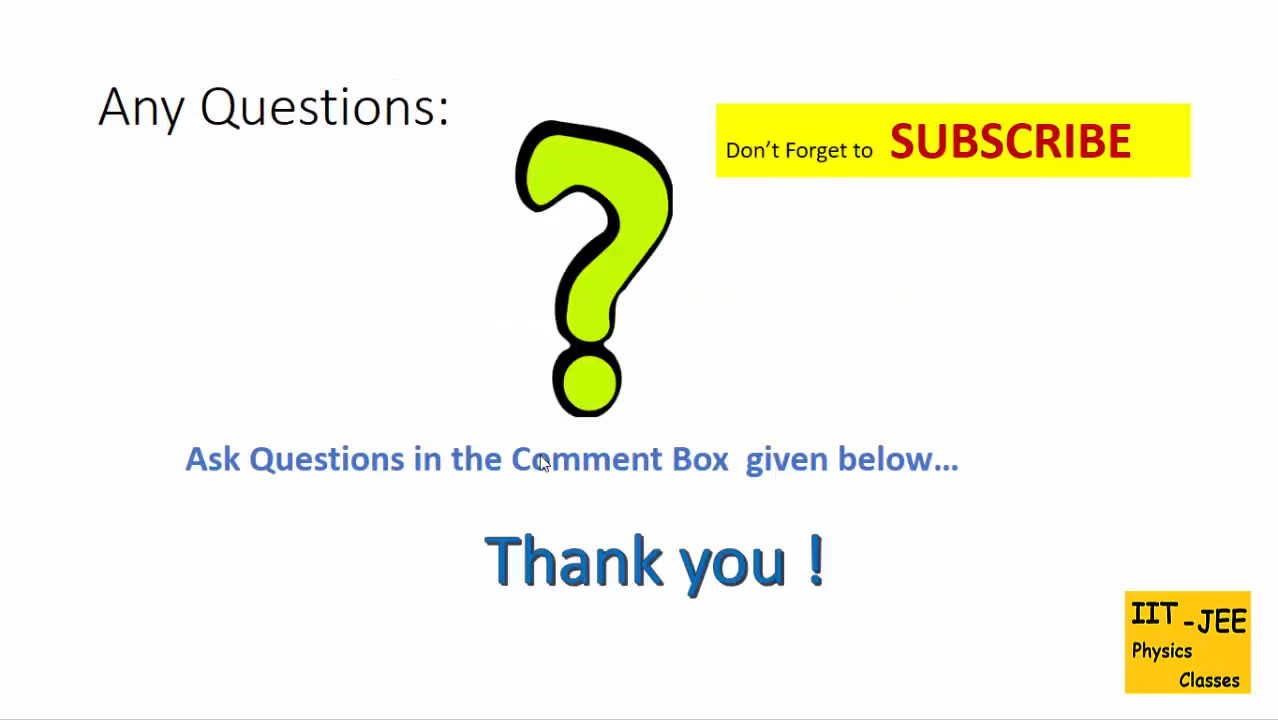 Any Questions:
Don't Forget to SUBSCRIBE
?
Ask Questions in the Comment Box given below...
Thank you !
IIT -JEE
Physics
Classes